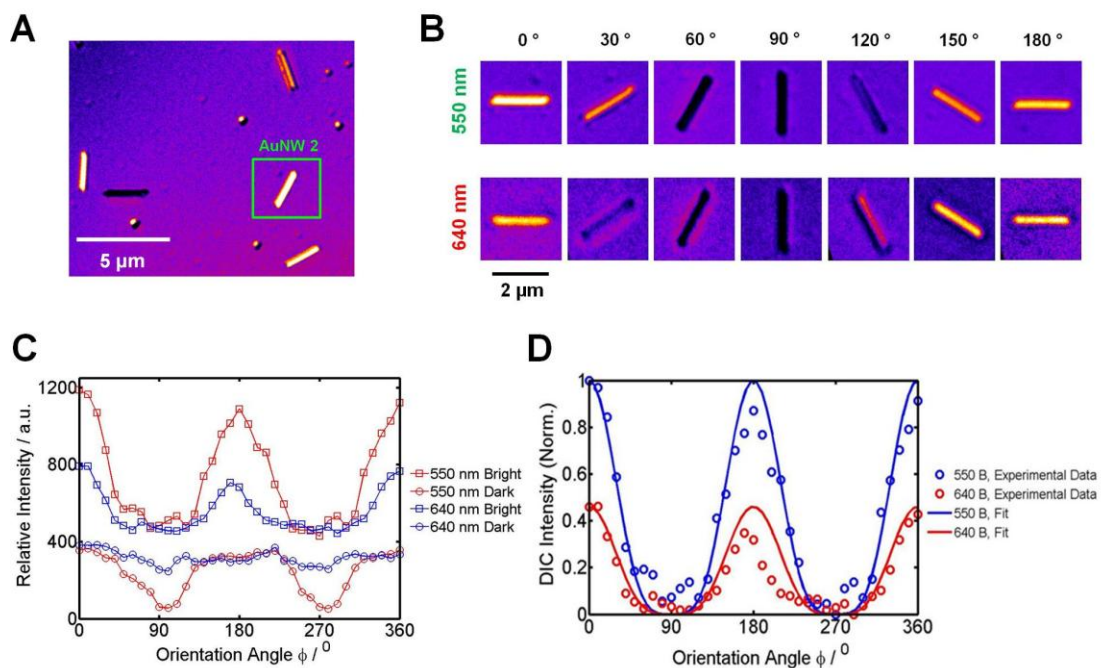 A
AuNW 2
5 µm
B
0 ° 30 ° 60 ° 90 ° 120 ° 150 ° 180 °
550 nm
640 nm
2 µm
C
Relative Intensity / a.u.
1200
800
400
0
0 90 180 270 360
Orientation Angle ϕ / ⁰
550 nm Bright
550 nm Dark
640 nm Bright
640 nm Dark
D
DIC Intensity (Norm.)
1
0.8
0.6
0.4
0.2
0
0 90 180 270 360
Orientation Angle ϕ / ⁰
550 B, Experimental Data
640 B, Experimental Data
550 B, Fit
640 B, Fit